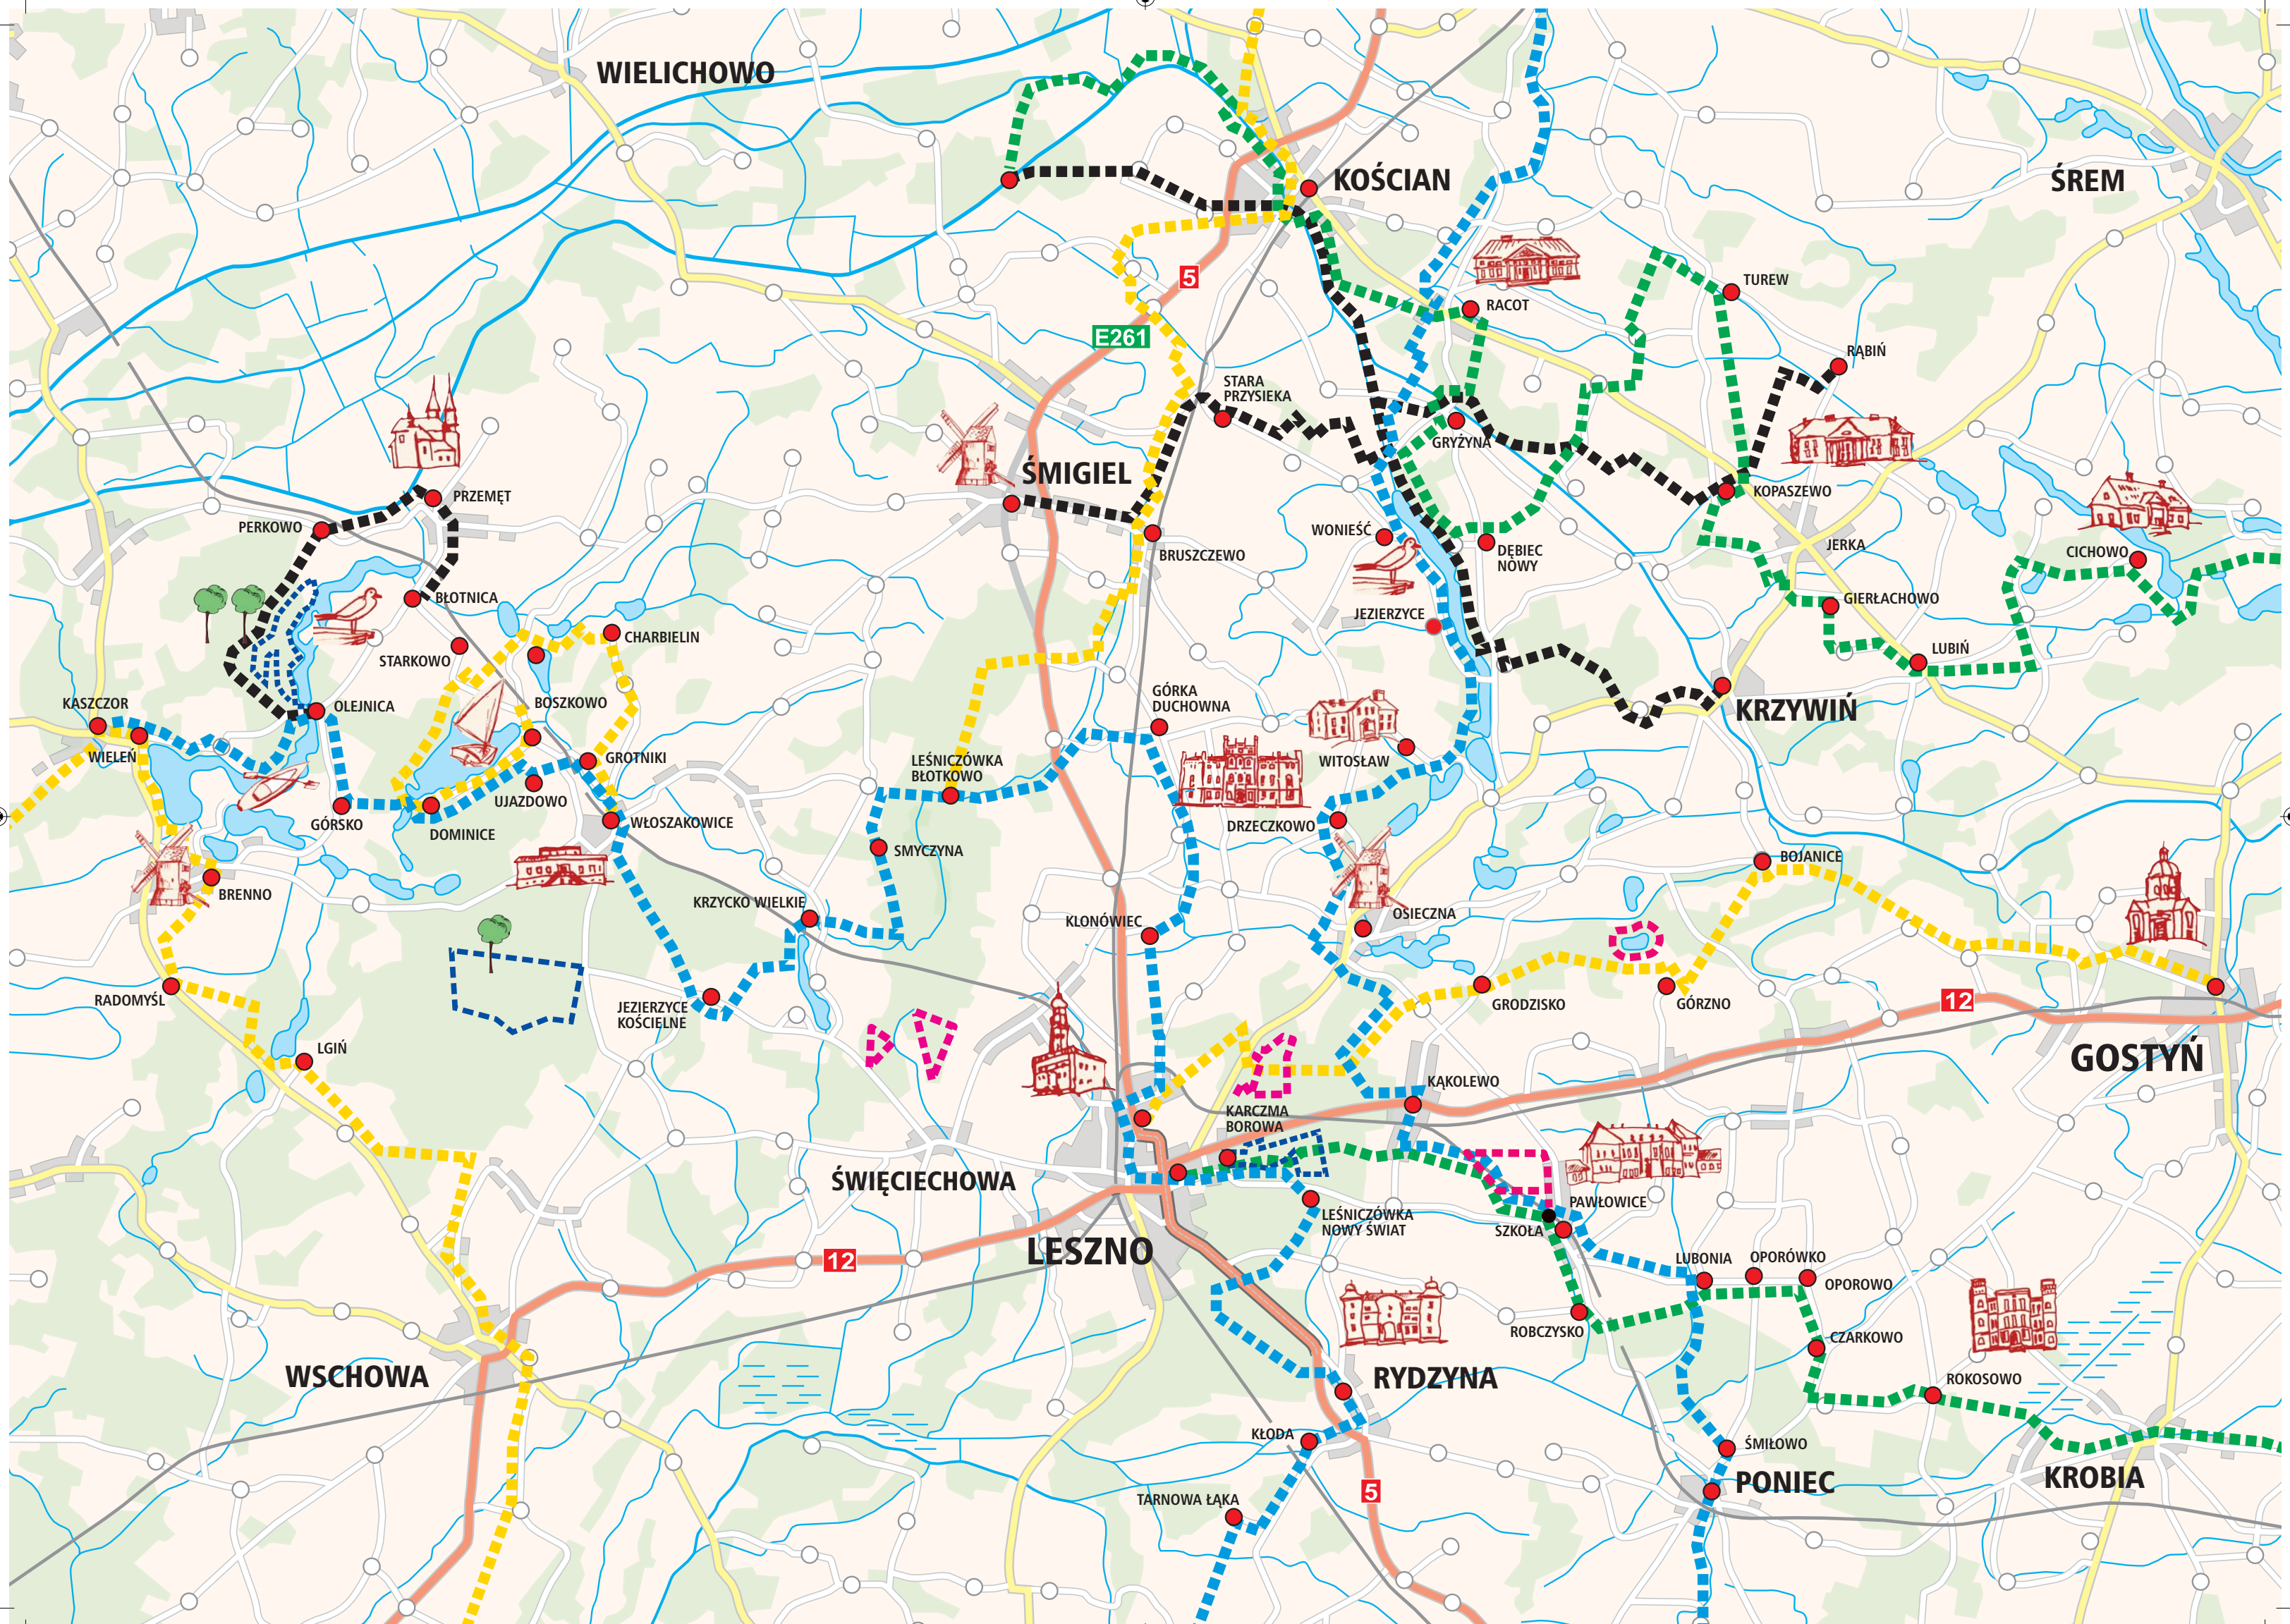 WIELICHOWO
KOŚCIAN
ŚREM
5
RACOT
TUREW
E261
RĄBIŃ
STARA
PRZYSIEKA
GRYŻYNA
ŚMIGIEL
PRZEMĘT
KOPASZEWO
PERKOWO
WONIEŚĆ
BRUSZCZEWO
DĘBIEC
NOWY
JERKA
CICHOWO
BŁOTNICA
GIERŁACHOWO
JEZIERZYCE
CHARBIELIN
STARKOWO
LUBIŃ
KASZCZOR
OLEJNICA
BOSZKOWO
GÓRKA
DUCHOWNA
KRZYWIŃ
WIELEŃ
GROTNIKI
LEŚNICZÓWKA
BŁOTKOWO
WITOSŁAW
UJAZDOWO
GÓRSKO
DOMINICE
WŁOSZAKOWICE
DRZECZKOWO
SMYCZYNA
BOJANICE
BRENNO
KRZYCKO WIELKIE
KLONÓWIEC
OSIECZNA
RADOMYŚL
JEZIERZYCE
KOŚCIELNE
GRODZISKO
GÓRZNO
12
LGIŃ
GOSTYŃ
KĄKOLEWO
KARCZMA
BOROWA
ŚWIĘCIECHOWA
LEŚNICZÓWKA
NOWY ŚWIAT
PAWŁOWICE
SZKOŁA
LESZNO
12
LUBONIA
OPORÓWKO
OPOROWO
ROBCZYSKO
CZARKOWO
WSCHOWA
RYDZYNA
ROKOSOWO
KŁODA
ŚMIŁOWO
KROBIA
PONIEC
5
TARNOWA ŁĄKA